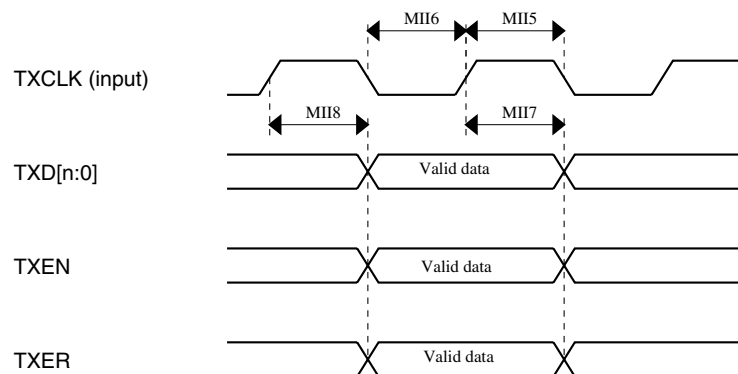 MII6 MII5
TXCLK (input)
MII8 MII7
TXD[n:0] Valid data
TXEN Valid data
TXER Valid data